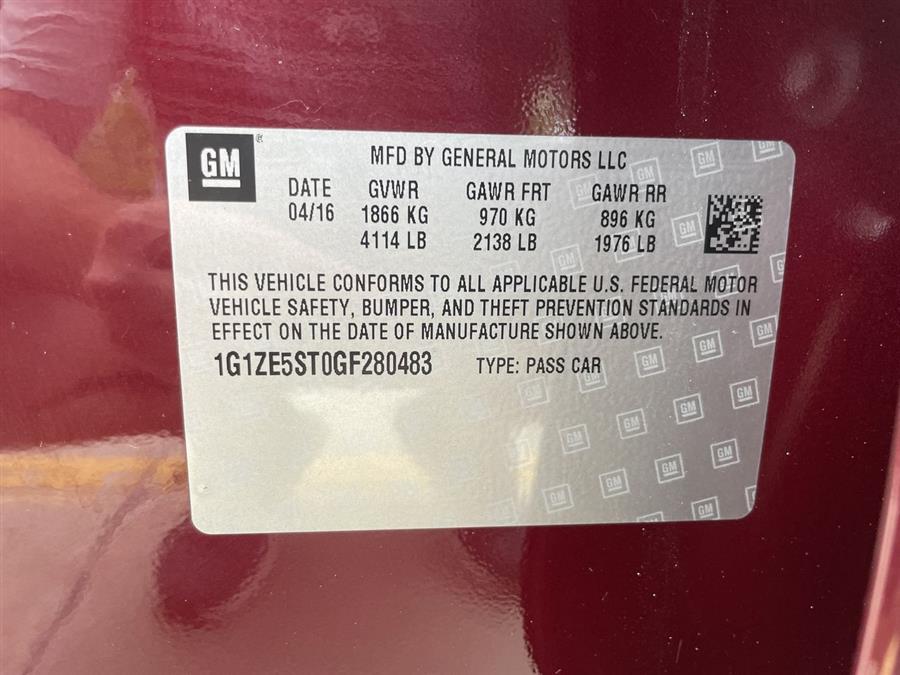 GM ®
MFD BY GENERAL MOTORS LLC
DATE GVWR GAWR FRT GAWR RR
04/16 1866 KG 970 KG 896 KG
4114 LB 2138 LB 1976 LB
THIS VEHICLE CONFORMS TO ALL APPLICABLE U.S. FEDERAL MOTOR
VEHICLE SAFETY, BUMPER, AND THEFT PREVENTION STANDARDS IN
EFFECT ON THE DATE OF MANUFACTURE SHOWN ABOVE.
1G1ZE5ST0GF280483 TYPE: PASS CAR